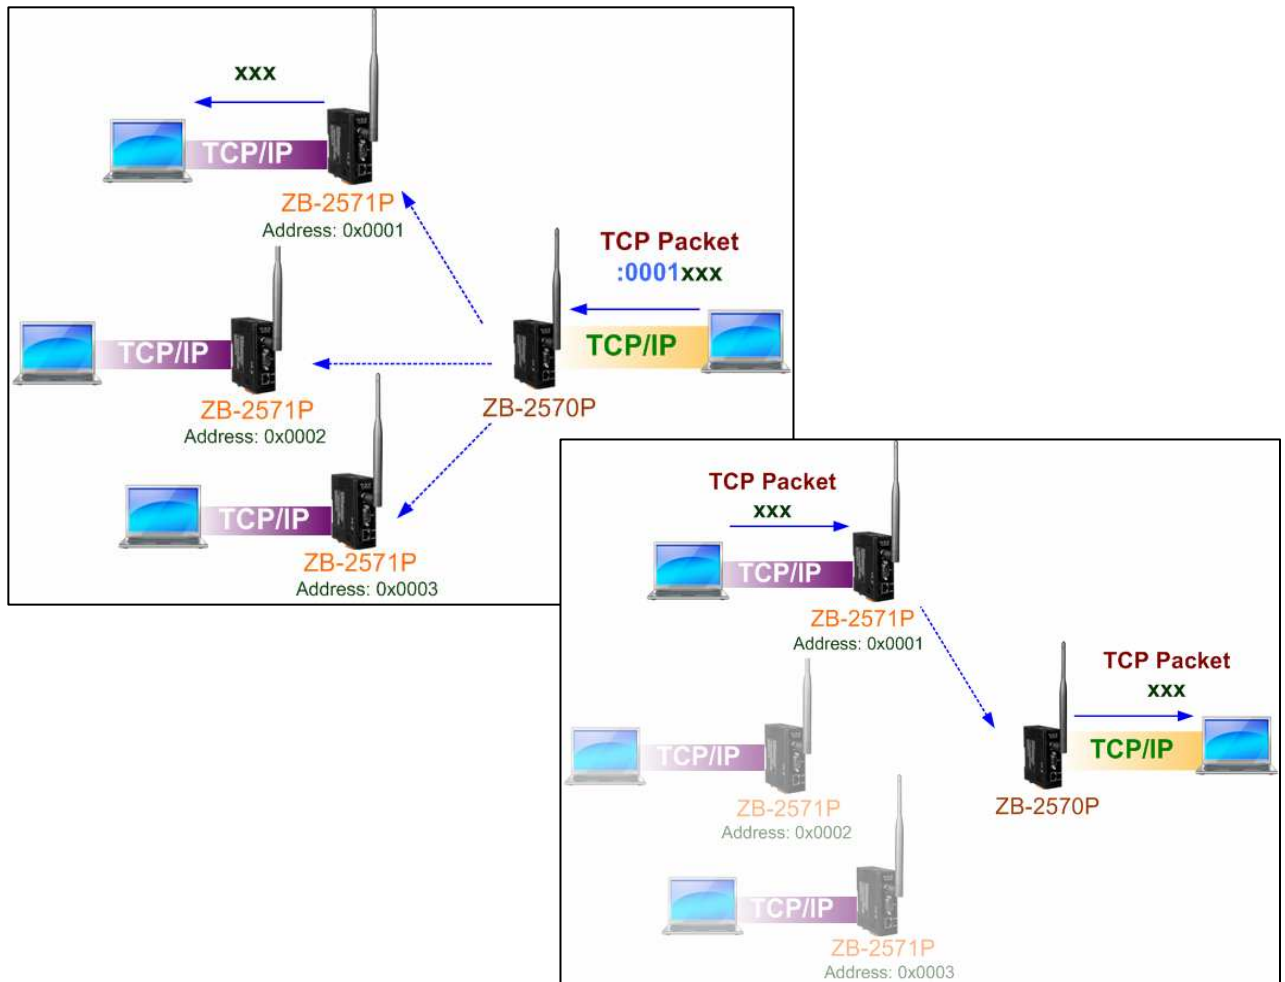 xxx
TCP/IP
ZB-2571P
Address: 0x0001
TCP Packet
:0001xxx
TCP/IP
TCP/IP
ZB-2571P
Address: 0x0002
ZB-2570P
TCP/IP
ZB-2571P
Address: 0x0003
TCP Packet
xxx
TCP/IP
ZB-2571P
Address: 0x0001
TCP Packet
xxx
TCP/IP
ZB-2570P
TCP/IP
ZB-2571P
Address: 0x0002
TCP/IP
ZB-2571P
Address: 0x0003